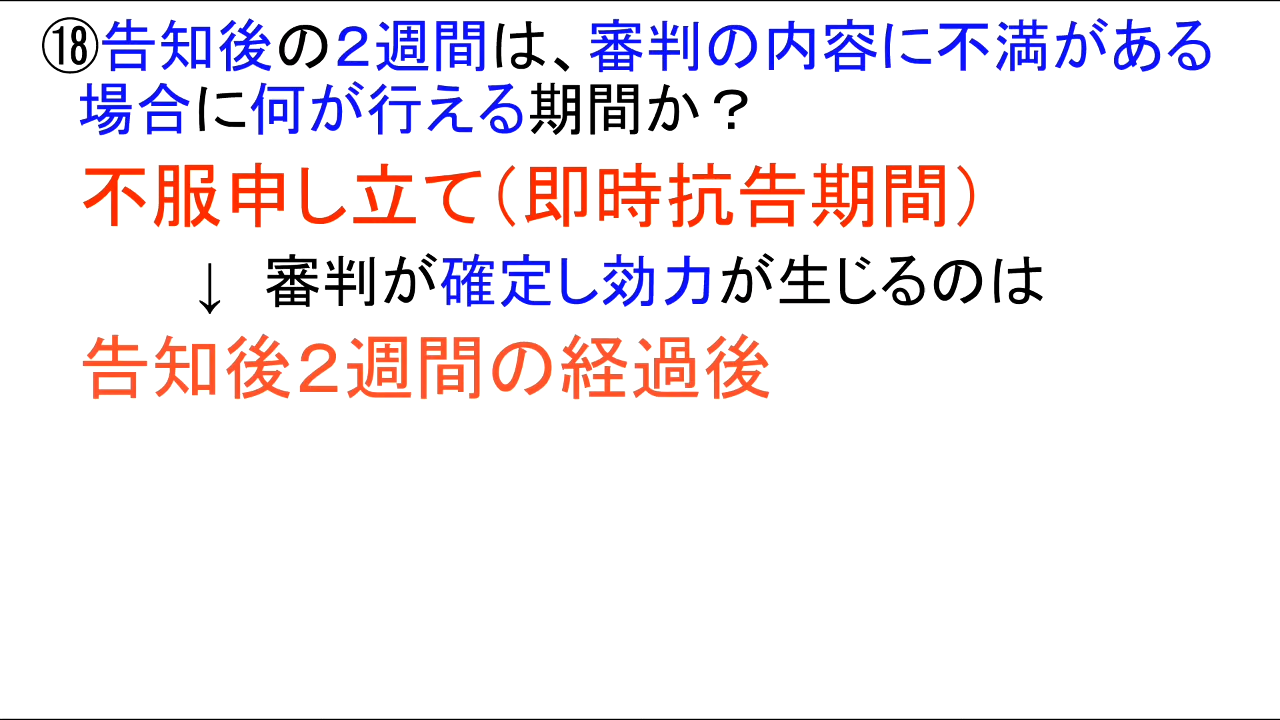 ⑱告知後の２週間は、審判の内容に不満がある
場合に何が行える期間か？
不服申し立て（即時抗告期間）
↓　審判が確定し効力が生じるのは
告知後２週間の経過後